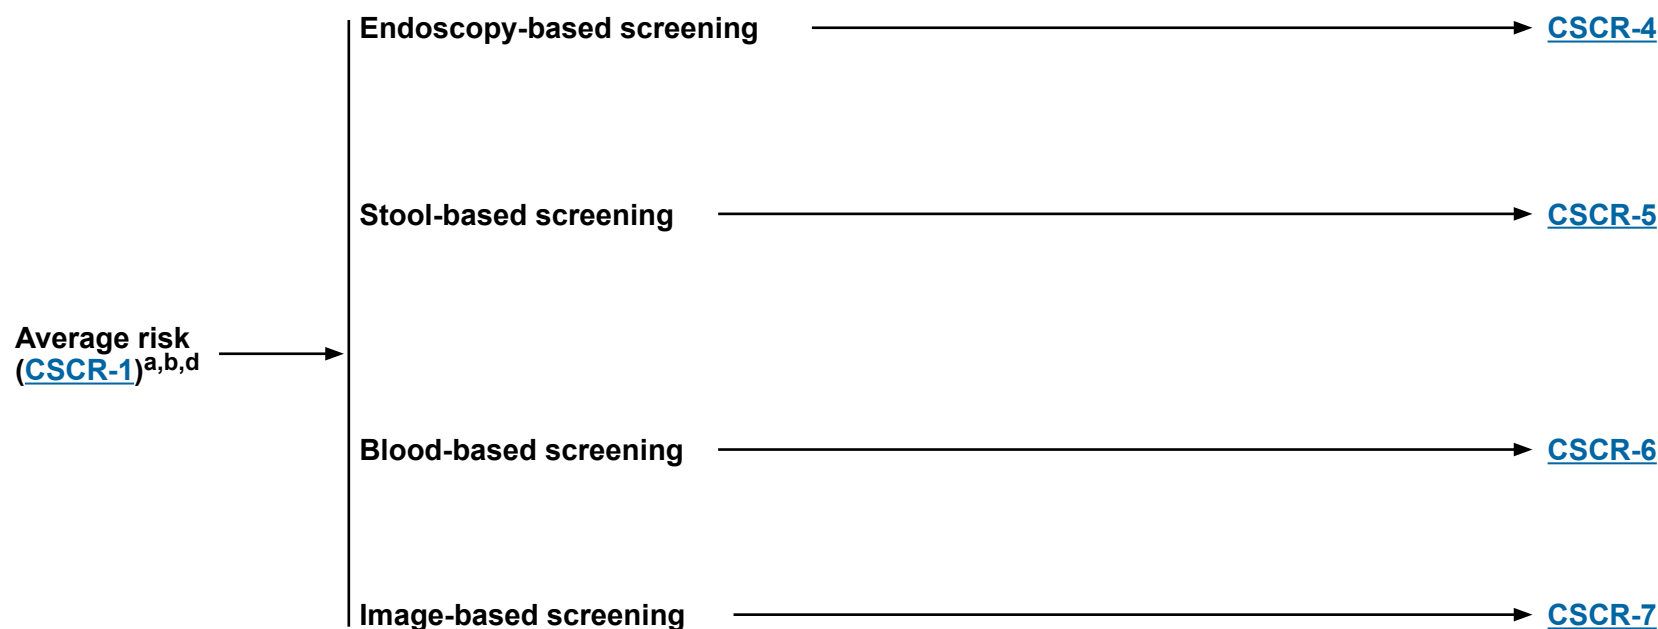 Endoscopy-based screening CSCR-4
Stool-based screening CSCR-5
Average risk
(CSCR-1)a,b,d
Blood-based screening CSCR-6
Image-based screening CSCR-7